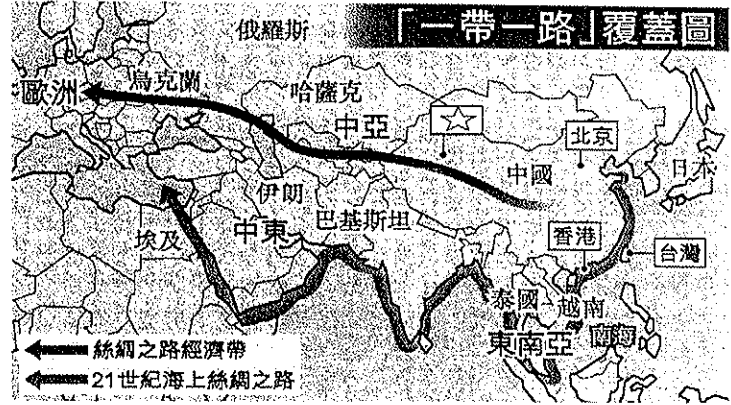 「一帶一路」覆蓋圖
俄羅斯
歐洲
烏克蘭
哈薩克
中亞
北京
中國
日本
伊朗
巴基斯坦
埃及
中東
香港
台灣
泰國
越南
東南亞
南海
絲綢之路經濟帶
21世紀海上絲綢之路